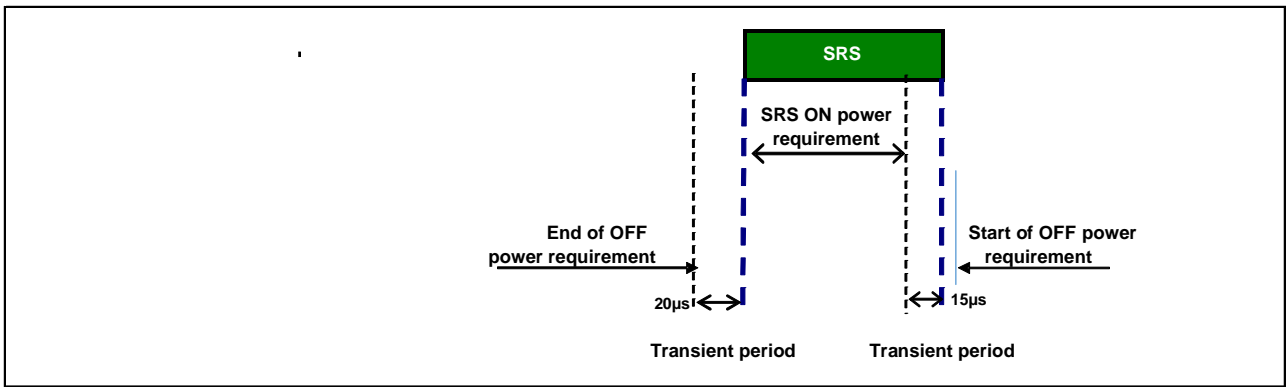 SRS
SRS ON power
requirement
End of OFF
power requirement
Start of OFF power
requirement
20µs
15µs
Transient period
Transient period